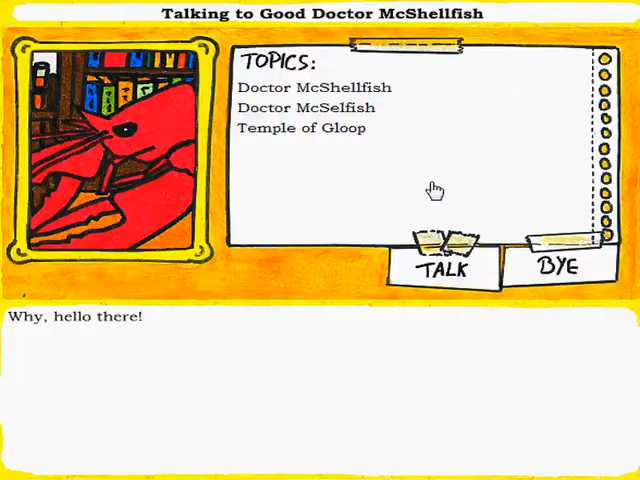 Talking to Good Doctor McShellfish
TOPICS:
Doctor McShellfish
Doctor McSelfish
Temple of Gloop
TALK
BYE
Why, hello there!